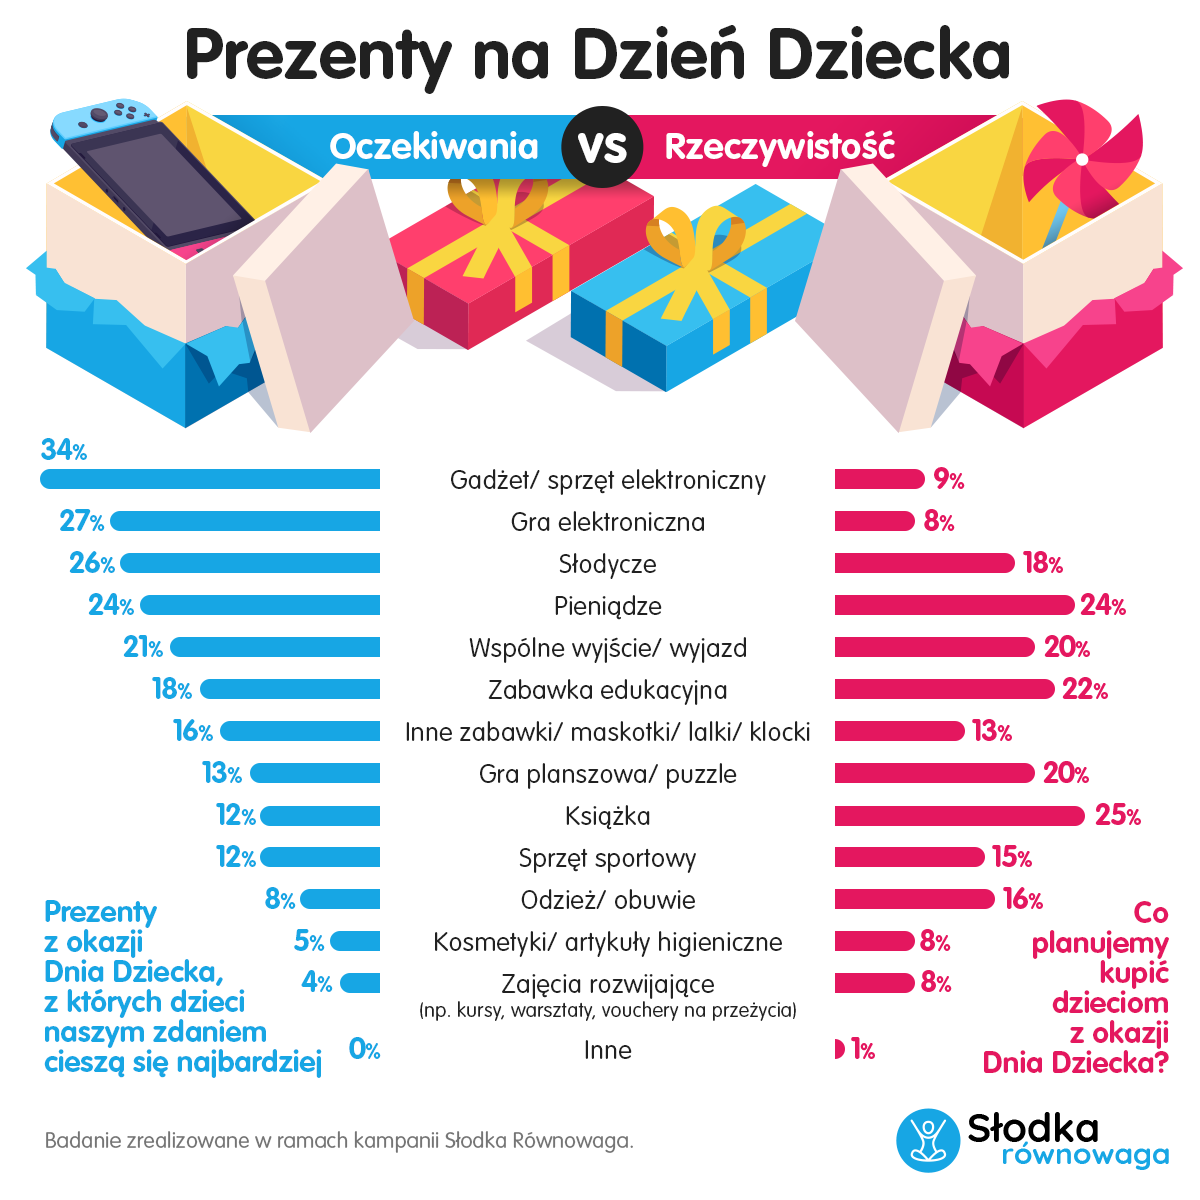 Prezenty na Dzień Dziecka
Oczekiwania VS Rzeczywistość
34%
Gadżet/ sprzęt elektroniczny 9%
27% Gra elektroniczna 8%
26% Słodycze 18%
24% Pieniądze 24%
21% Wspólne wyjście/ wyjazd 20%
18% Zabawka edukacyjna 22%
16% Inne zabawki/ maskotki/ lalki/ klocki 13%
13% Gra planszowa/ puzzle 20%
12% Książka 25%
12% Sprzęt sportowy 15%
8% Odzież/ obuwie 16%
5% Kosmetyki/ artykuły higieniczne 8%
4% Zajęcia rozwijające 8%
(np. kursy, warsztaty, vouchery na przeżycia)
0% Inne 1%
Prezenty
z okazji
Dnia Dziecka,
z których dzieci
naszym zdaniem
cieszą się najbardziej
Co
planujemy
kupić
dzieciom
z okazji
Dnia Dziecka?
Badanie zrealizowane w ramach kampanii Słodka Równowaga.
Słodka
równowaga